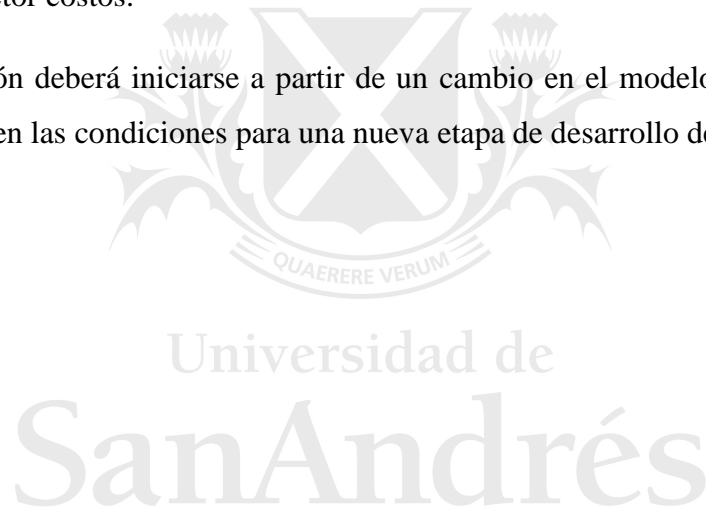 ctor costos.
ón deberá iniciarse a partir de un cambio en el modelo
en las condiciones para una nueva etapa de desarrollo de
QUAERERE VERUM
Universidad de
SanAndrés